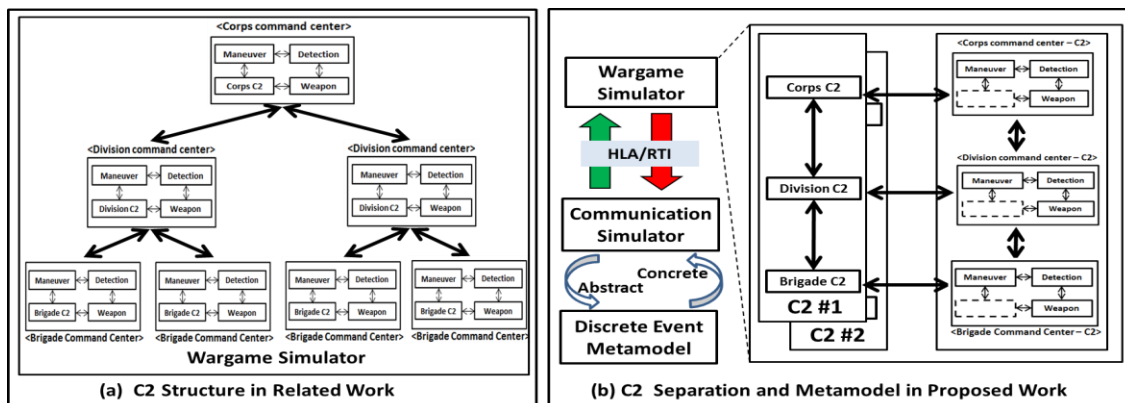 <Corps command center>
Maneuver
Detection
Corps C2
Weapon
<Division command center>
Maneuver
Detection
Division C2
Weapon
<Division command center>
Maneuver
Detection
Division C2
Weapon
Maneuver
Detection
Brigade C2
Weapon
<Brigade Command Center>
Maneuver
Detection
Brigade C2
Weapon
<Brigade Command Center>
Maneuver
Detection
Brigade C2
Weapon
<Brigade Command Center>
Maneuver
Detection
Brigade C2
Weapon
<Brigade Command Center>
Wargame Simulator
(a) C2 Structure in Related Work
Wargame
Simulator
HLA/RTI
Communication
Simulator
Abstract
Concrete
Discrete Event
Metamodel
Corps C2
Division C2
Brigade C2
C2 #1
C2 #2
<Corps command center – C2>
Maneuver
Detection
Weapon
<Division command center – C2>
Maneuver
Detection
Weapon
Maneuver
Detection
Weapon
<Brigade Command Center – C2>
(b) C2 Separation and Metamodel in Proposed Work